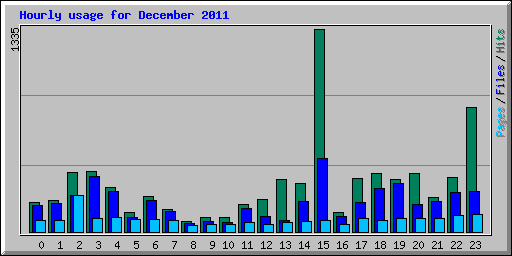 Hourly usage for December 2011
1335
Pages / Files / Hits
0 1 2 3 4 5 6 7 8 9 10 11 12 13 14 15 16 17 18 19 20 21 22 23